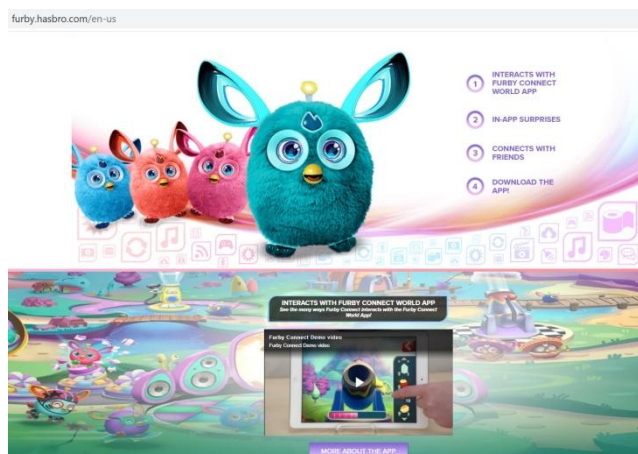 furby.hasbro.com/en-us
1
INTERACTS WITH
FURBY CONNECT
WORLD APP
2
IN-APP SURPRISES
3
CONNECTS WITH
FRIENDS
4
DOWNLOAD THE
APP!
INTERACTS WITH FURBY CONNECT WORLD APP
See the many ways Furby Connect interacts with the Furby Connect
World App!
Furby Connect Demo video
Furby Connect Demo video
MORE ABOUT THE APP